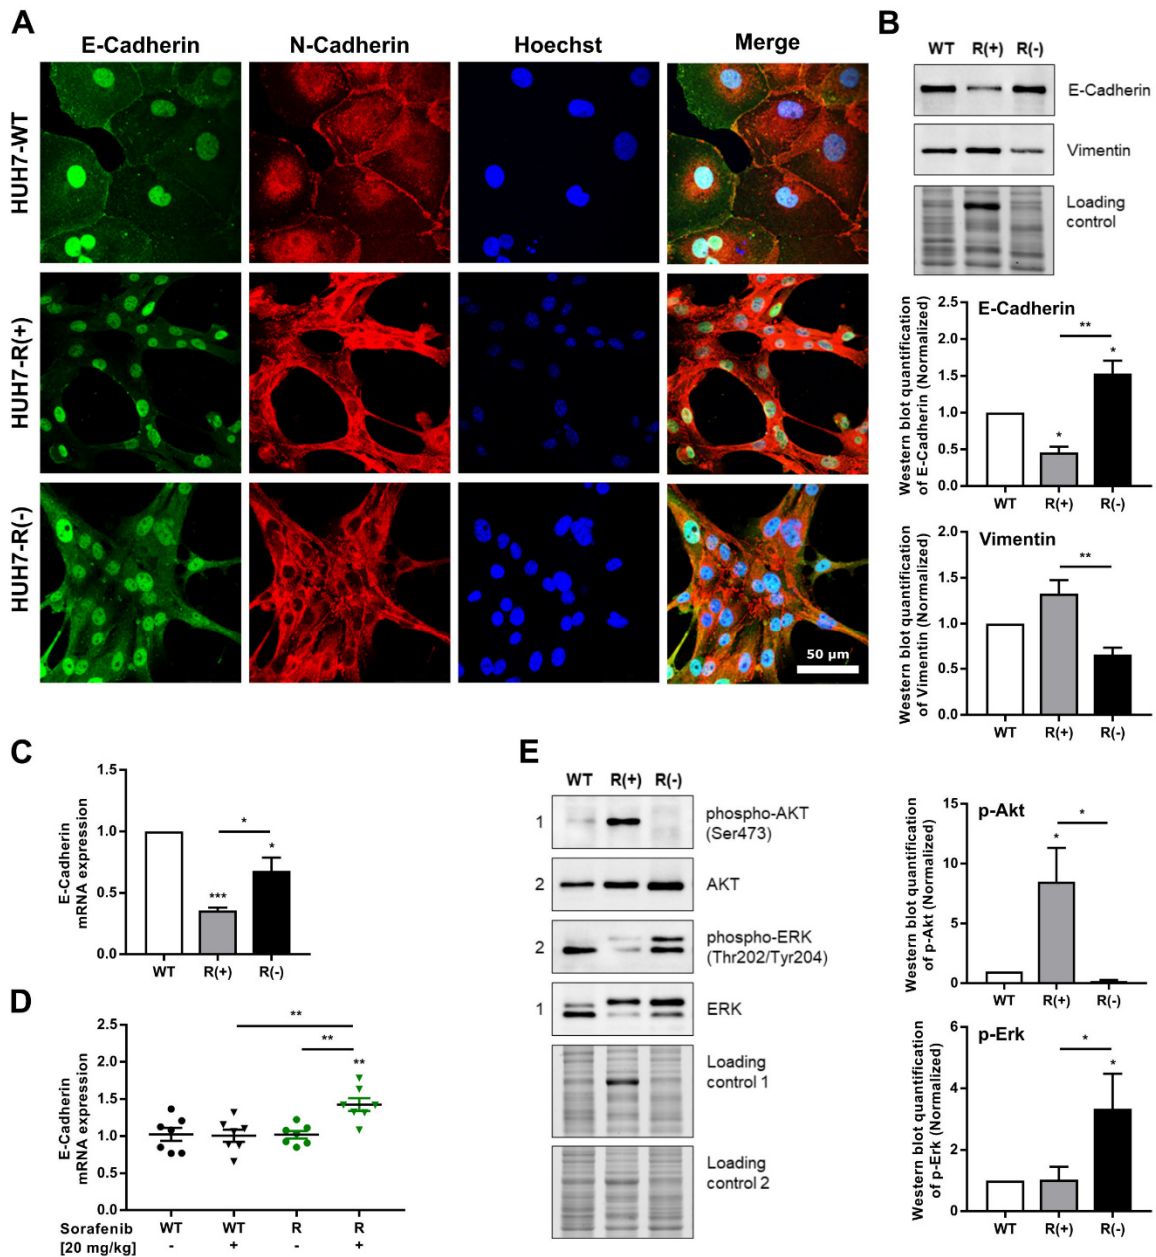 A
E-Cadherin
N-Cadherin
Hoechst
Merge
HUH7-WT
HUH7-R(+)
HUH7-R(-)
50 µm
B
WT
R(+)
R(-)
E-Cadherin
Vimentin
Loading
control
Western blot quantification
of E-Cadherin (Normalized)
E-Cadherin
2.5
2.0
1.5
1.0
0.5
0.0
*
**
*
WT
R(+)
R(-)
Western blot quantification
of Vimentin (Normalized)
Vimentin
2.0
1.5
1.0
0.5
0.0
**
WT
R(+)
R(-)
C
E-Cadherin
mRNA expression
1.5
1.0
0.5
0.0
***
*
*
WT
R(+)
R(-)
D
E-Cadherin
mRNA expression
2.5
2.0
1.5
1.0
0.5
0.0
**
**
**
Sorafenib
WT
WT
R
R
[20 mg/kg]
-
+
-
+
E
WT
R(+)
R(-)
1
phospho-AKT
(Ser473)
2
AKT
2
phospho-ERK
(Thr202/Tyr204)
1
ERK
Loading
control 1
Loading
control 2
Western blot quantification
of p-Akt (Normalized)
p-Akt
15
10
5
0
*
*
WT
R(+)
R(-)
Western blot quantification
of p-Erk (Normalized)
p-Erk
6
4
2
0
*
*
WT
R(+)
R(-)